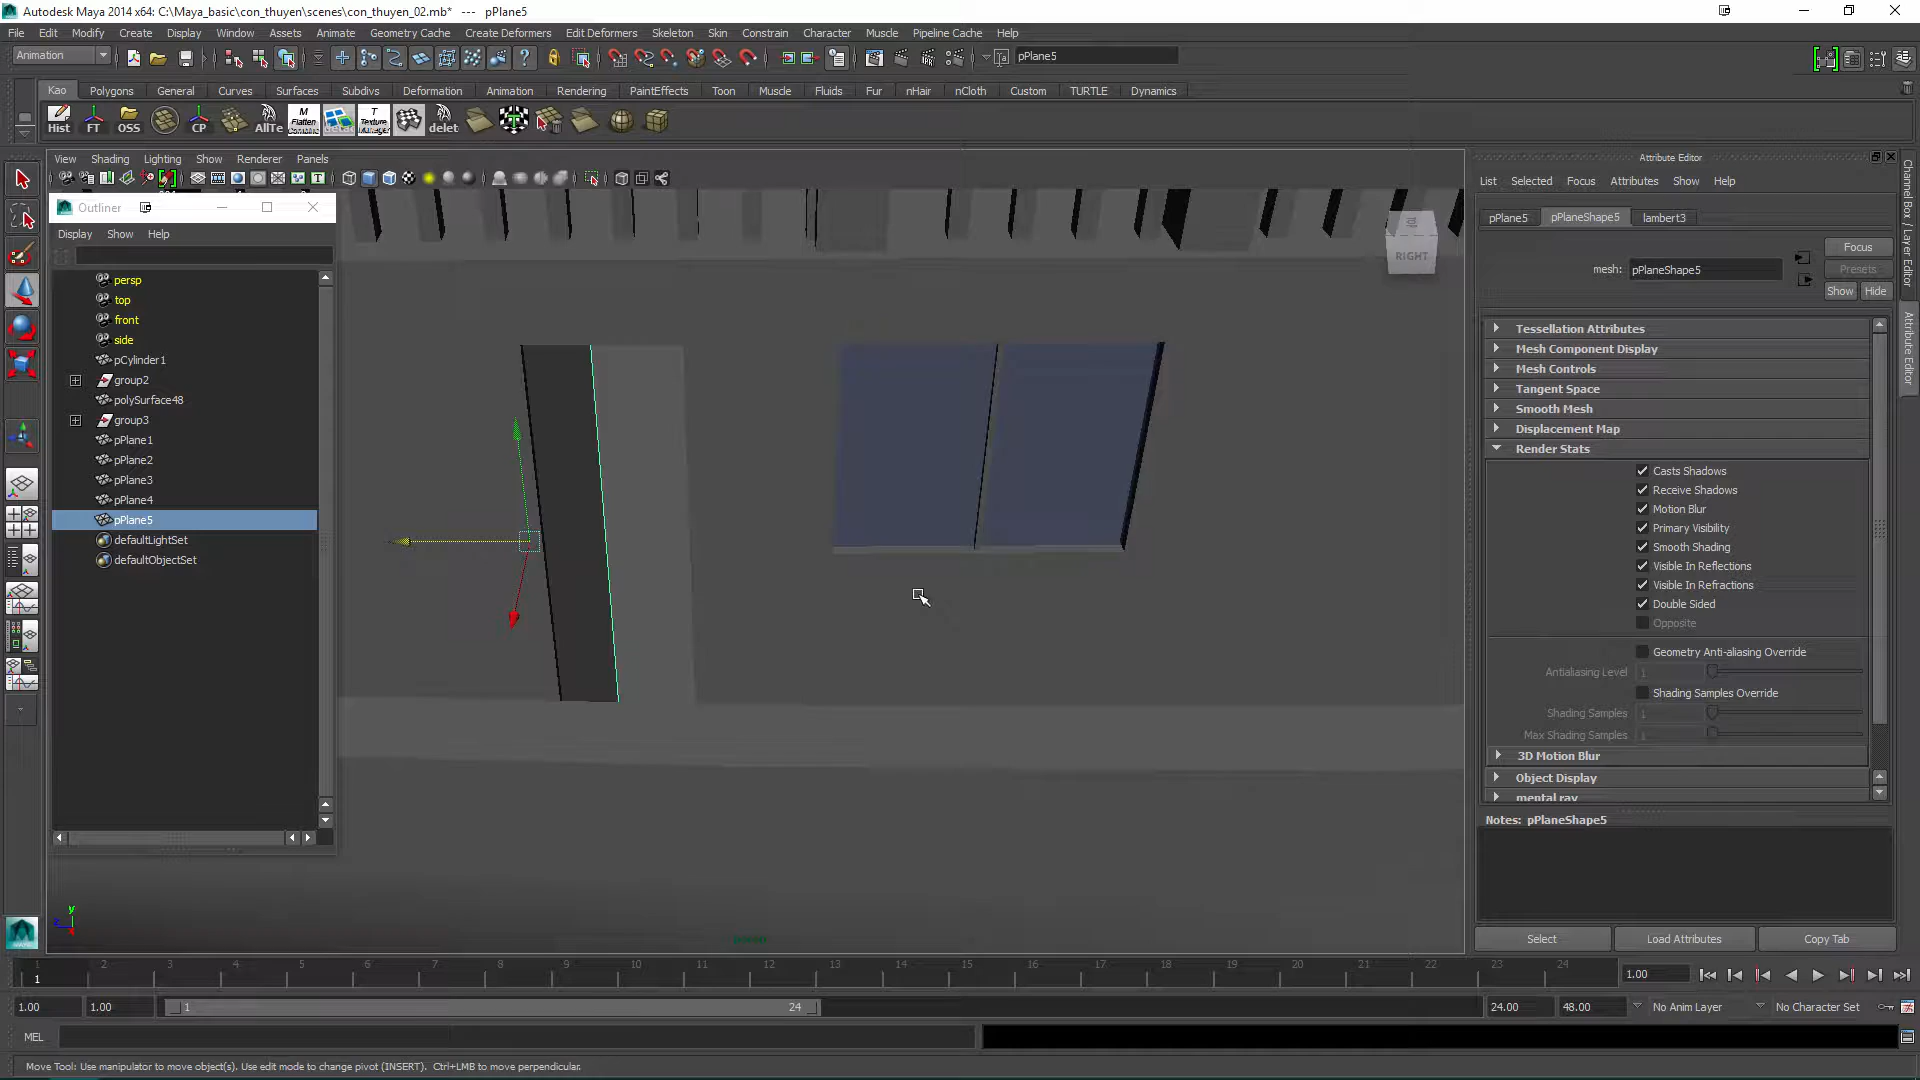 Autodesk Maya 2014 x64: C:\Maya_basic\con_thuyen\scenes\con_thuyen_02.mb* --- pPlane5
File Edit Modify Create Display Window Assets Animate Geometry Cache Create Deformers Edit Deformers Skeleton Skin Constrain Character Muscle Pipeline Cache Help
Animation
pPlane5
Kao Polygons General Curves Surfaces Subdivs Deformation Animation Rendering PaintEffects Toon Muscle Fluids Fur nHair nCloth Custom TURTLE Dynamics
Hist FT OSS CP AllTe delet
View Shading Lighting Show Renderer Panels
Outliner
Display Show Help
persp
top
front
side
pCylinder1
group2
polySurface48
group3
pPlane1
pPlane2
pPlane3
pPlane4
pPlane5
defaultLightSet
defaultObjectSet
RIGHT
y
Attribute Editor
List Selected Focus Attributes Show Help
pPlane5 pPlaneShape5 lambert3
Focus
mesh: pPlaneShape5
Presets
Show Hide
Tessellation Attributes
Mesh Component Display
Mesh Controls
Tangent Space
Smooth Mesh
Displacement Map
Render Stats
Casts Shadows
Receive Shadows
Motion Blur
Primary Visibility
Smooth Shading
Visible In Reflections
Visible In Refractions
Double Sided
Opposite
Geometry Anti-aliasing Override
Antialiasing Level 1
Shading Samples Override
Shading Samples 1
Max Shading Samples 1
3D Motion Blur
Object Display
mental ray
Notes: pPlaneShape5
Select Load Attributes Copy Tab
Channel Box / Layer Editor
Attribute Editor
1 2 3 4 5 6 7 8 9 10 11 12 13 14 15 16 17 18 19 20 21 22 23 24
1
1.00
1.00 1.00 1 24 24.00 48.00 No Anim Layer No Character Set
MEL
Move Tool: Use manipulator to move object(s). Use edit mode to change pivot (INSERT). Ctrl+LMB to move perpendicular.